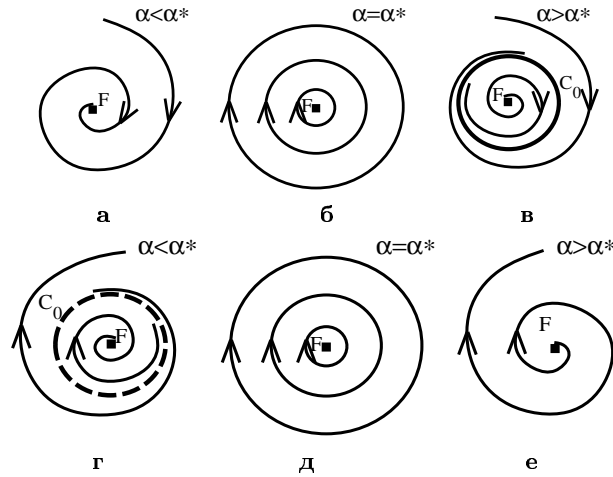 α<α* α=α* α>α*
F F F C₀
а б в
α<α* α=α* α>α*
C₀ F F F
г д е